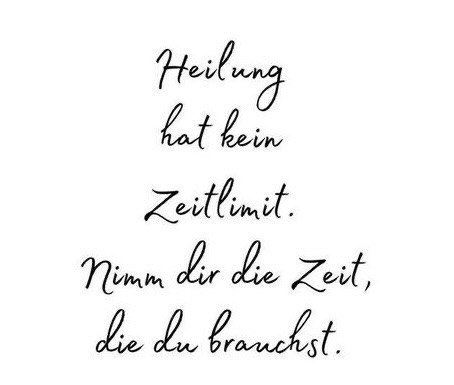 Heilung
hat kein
Zeitlimit.
Nimm dir die Zeit,
die du brauchst.